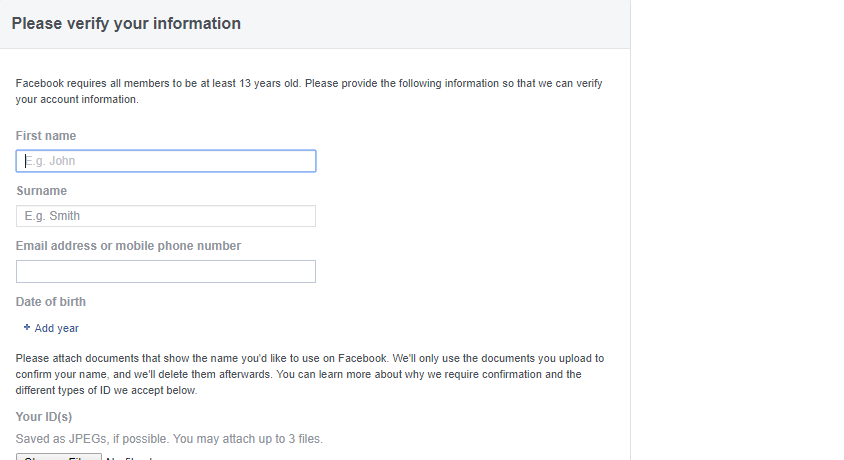 Please verify your information
Facebook requires all members to be at least 13 years old. Please provide the following information so that we can verify
your account information.
First name
E.g. John
Surname
E.g. Smith
Email address or mobile phone number
Date of birth
+ Add year
Please attach documents that show the name you'd like to use on Facebook. We'll only use the documents you upload to
confirm your name, and we'll delete them afterwards. You can learn more about why we require confirmation and the
different types of ID we accept below.
Your ID(s)
Saved as JPEGs, if possible. You may attach up to 3 files.